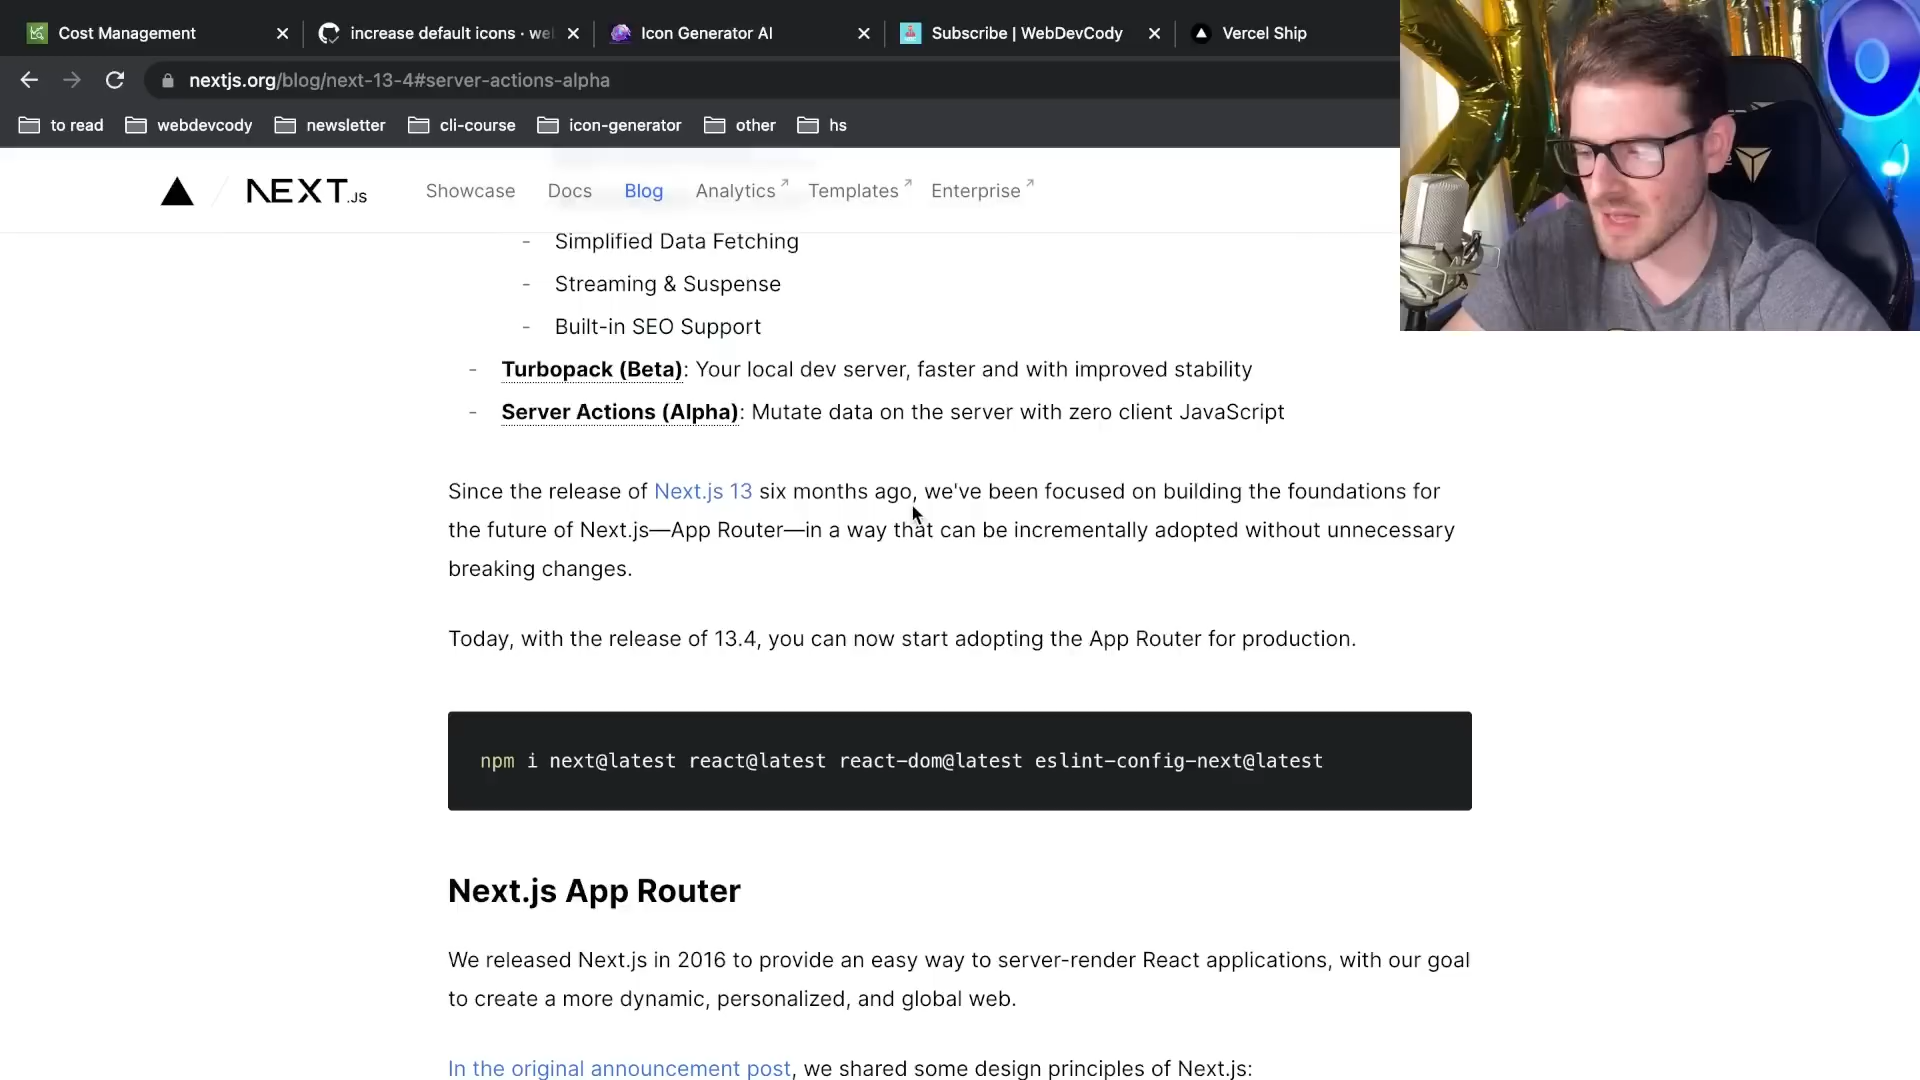 Cost Management
increase default icons · we
Icon Generator AI
Subscribe | WebDevCody
Vercel Ship
nextjs.org/blog/next-13-4#server-actions-alpha
to read
webdevcody
newsletter
cli-course
icon-generator
other
hs
NEXT.JS
Showcase
Docs
Blog
Analytics
Templates
Enterprise
- Simplified Data Fetching
- Streaming & Suspense
- Built-in SEO Support
- Turbopack (Beta): Your local dev server, faster and with improved stability
- Server Actions (Alpha): Mutate data on the server with zero client JavaScript
Since the release of Next.js 13 six months ago, we've been focused on building the foundations for
the future of Next.js—App Router—in a way that can be incrementally adopted without unnecessary
breaking changes.
Today, with the release of 13.4, you can now start adopting the App Router for production.
npm i next@latest react@latest react-dom@latest eslint-config-next@latest
Next.js App Router
We released Next.js in 2016 to provide an easy way to server-render React applications, with our goal
to create a more dynamic, personalized, and global web.
In the original announcement post, we shared some design principles of Next.js: